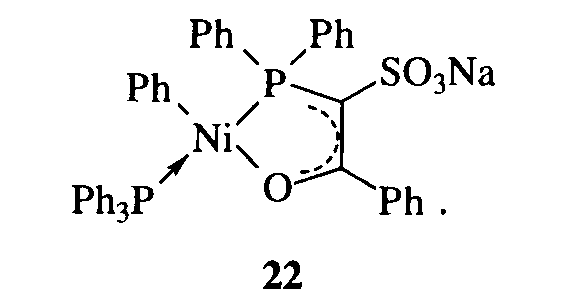 Ph Ph
Ph P SO₃Na
Ni
Ph₃P O Ph .
22